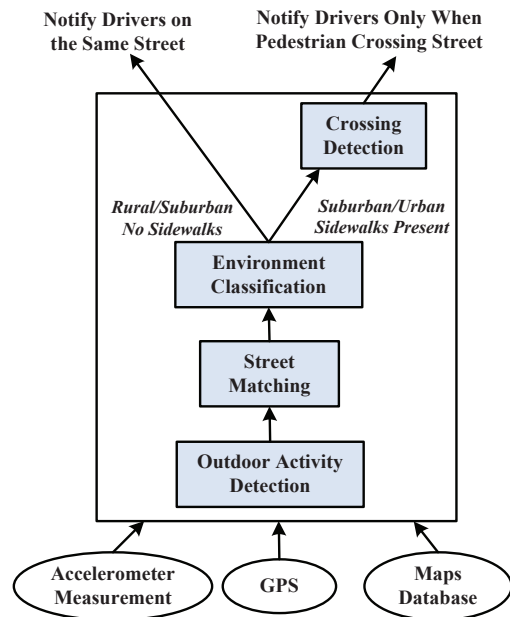 Notify Drivers on
the Same Street
Notify Drivers Only When
Pedestrian Crossing Street
Crossing
Detection
Rural/Suburban
No Sidewalks
Suburban/Urban
Sidewalks Present
Environment
Classification
Street
Matching
Outdoor Activity
Detection
Accelerometer
Measurement
GPS
Maps
Database